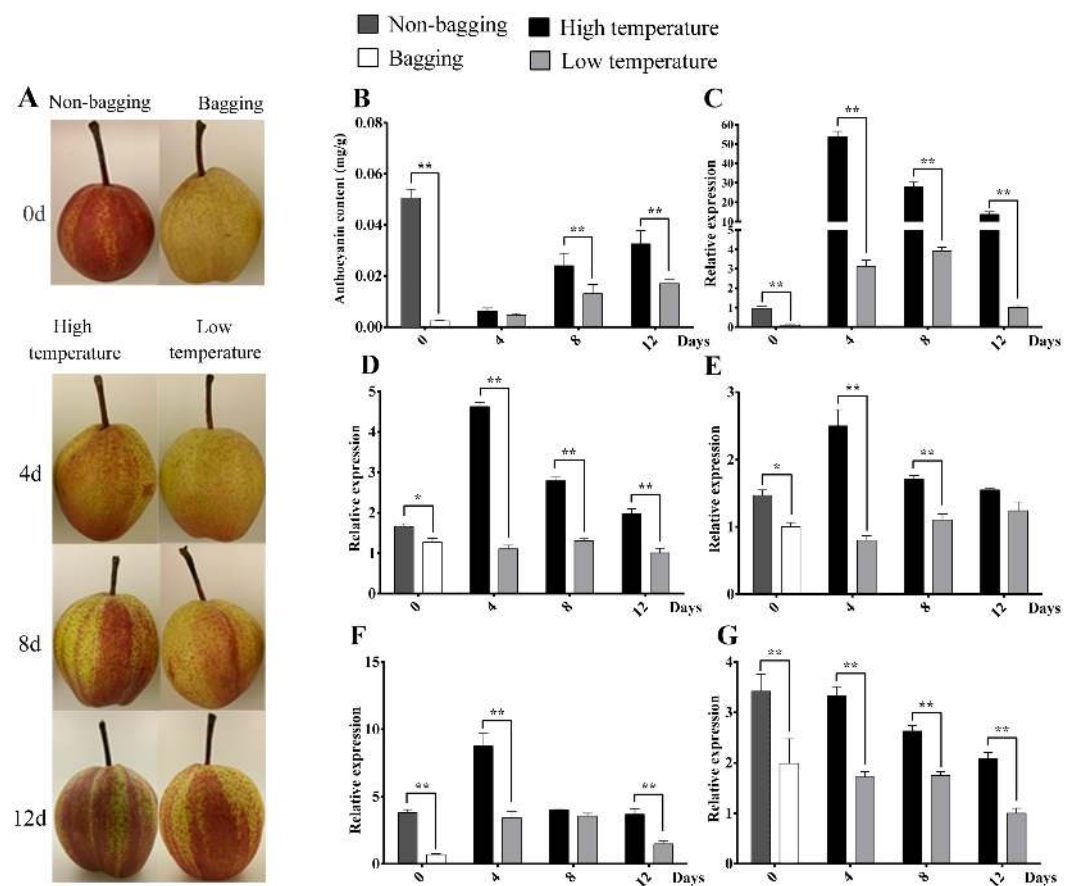 Non-bagging High temperature
Bagging Low temperature
A
Non-bagging Bagging
0d
High temperature
Low temperature
4d
8d
12d
B
Anthocyanin content (mg/g)
0.08
0.06
0.04
0.02
0.00
**
**
**
0 4 8 12 Days
C
Relative expression
60
50
40
30
20
10
5
4
3
2
1
0
**
**
**
**
0 4 8 12 Days
D
Relative expression
5
4
3
2
1
0
*
**
**
**
0 4 8 12 Days
E
Relative expression
3
2
1
0
*
**
**
0 4 8 12 Days
F
Relative expression
15
10
5
0
**
**
**
0 4 8 12 Days
G
Relative expression
4
3
2
1
0
**
**
**
**
0 4 8 12 Days